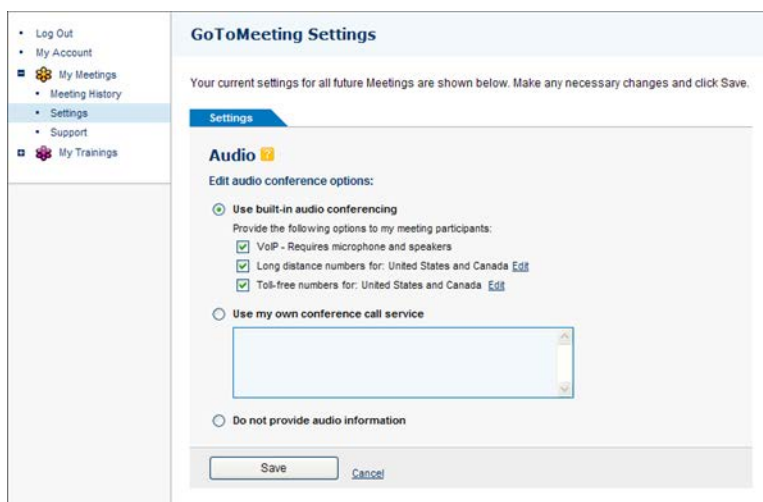 Log Out
My Account
My Meetings
Meeting History
Settings
Support
My Trainings
GoToMeeting Settings
Your current settings for all future Meetings are shown below. Make any necessary changes and click Save.
Settings
Audio ?
Edit audio conference options:
Use built-in audio conferencing
Provide the following options to my meeting participants:
VoIP - Requires microphone and speakers
Long distance numbers for: United States and Canada Edit
Toll-free numbers for: United States and Canada Edit
Use my own conference call service
Do not provide audio information
Save Cancel